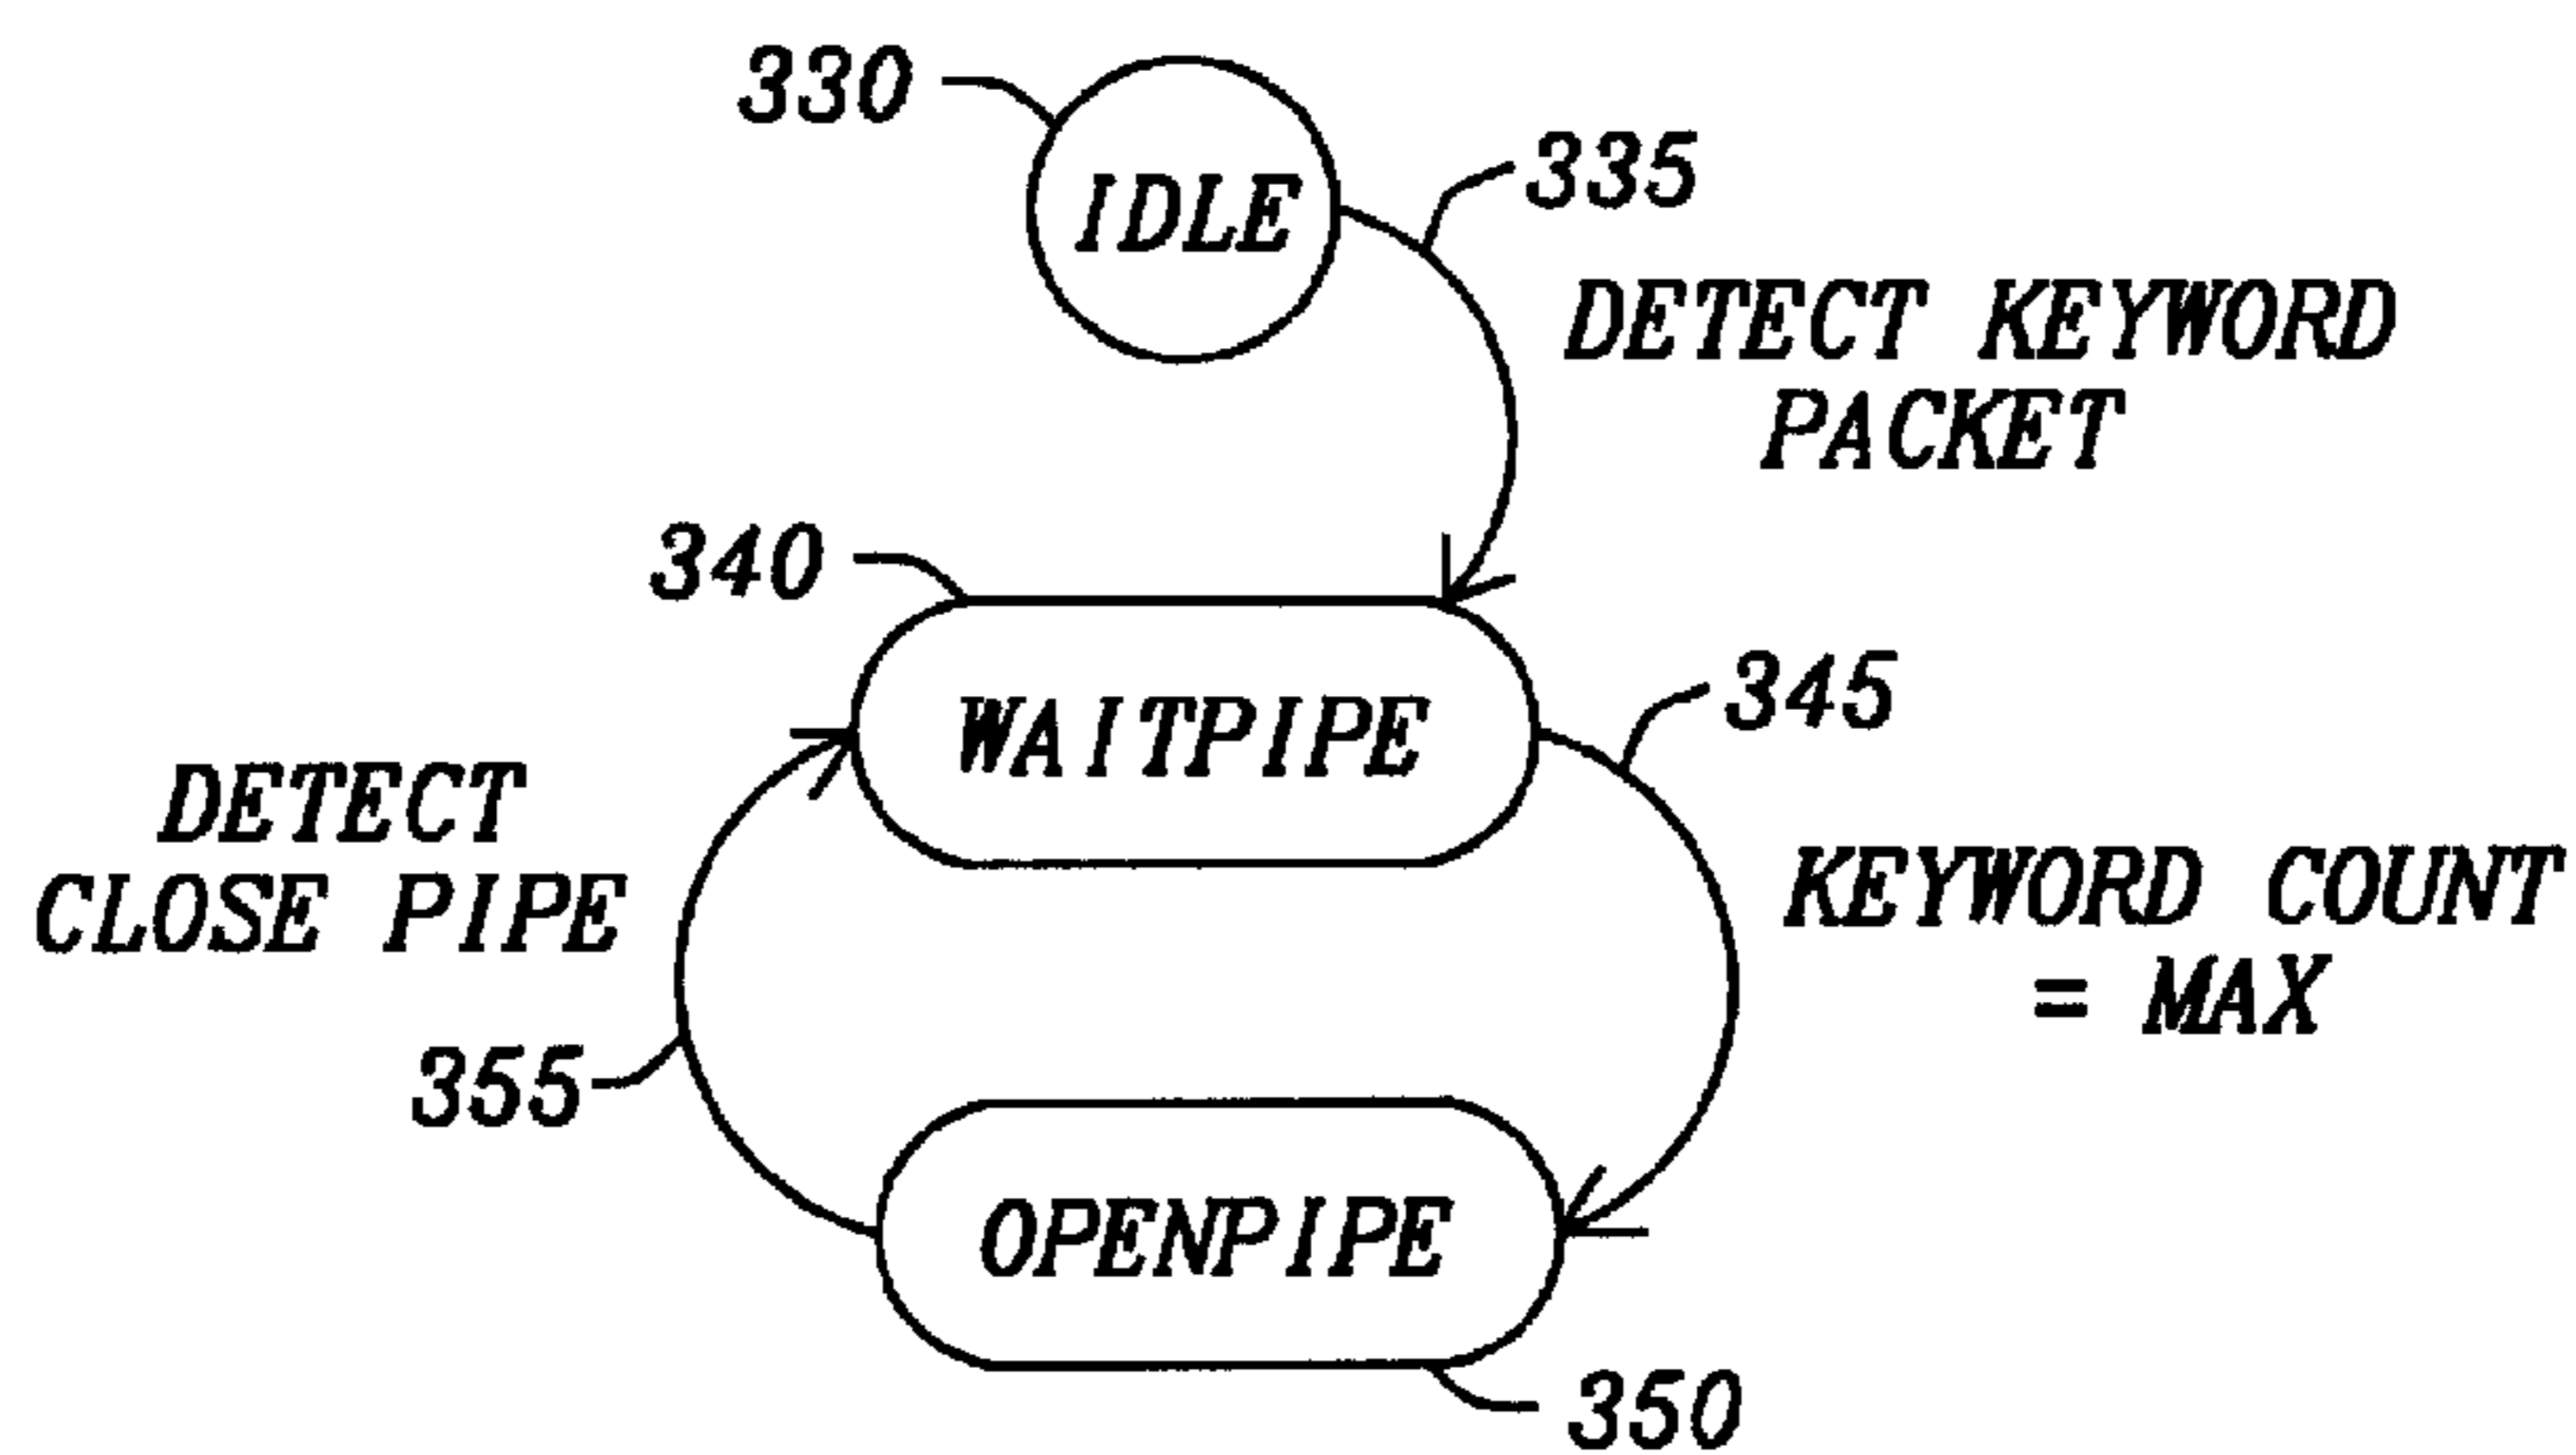 330
IDLE
335
DETECT KEYWORD
PACKET
340
WAITPIPE
345
DETECT
CLOSE PIPE
KEYWORD COUNT
= MAX
355
OPENPIPE
350